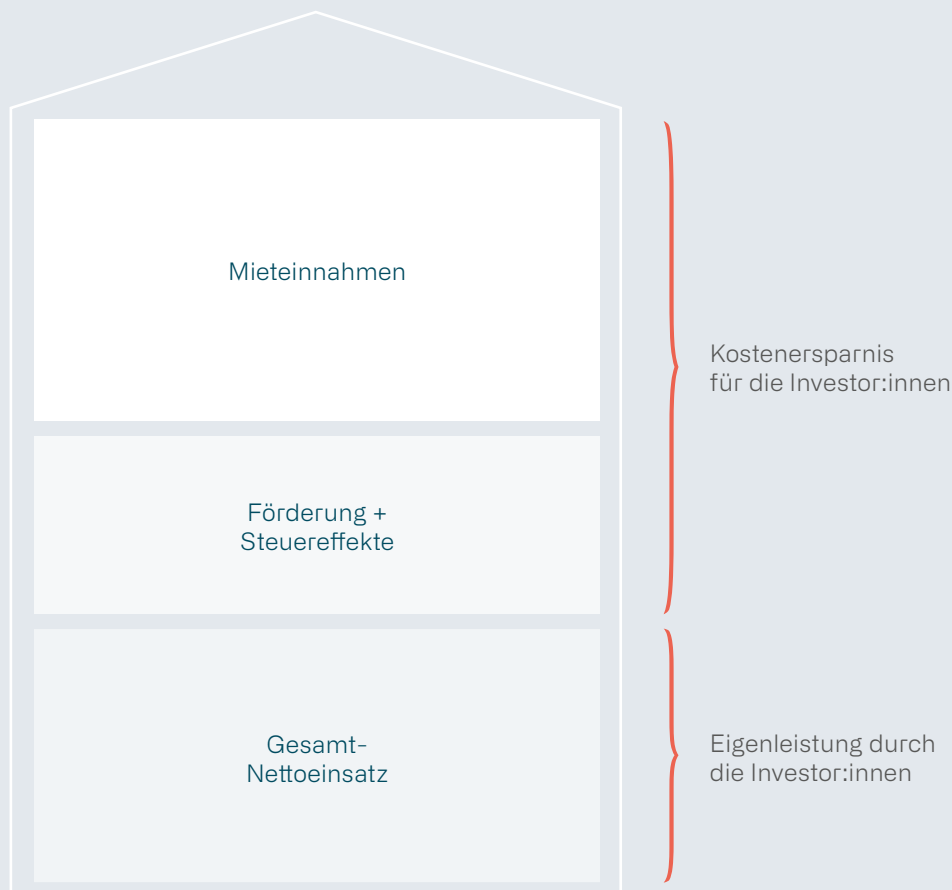 Mieteinnahmen
Kostenersparnis
für die Investor:innen
Förderung +
Steuereffekte
Gesamt-
Nettoeinsatz
Eigenleistung durch
die Investor:innen